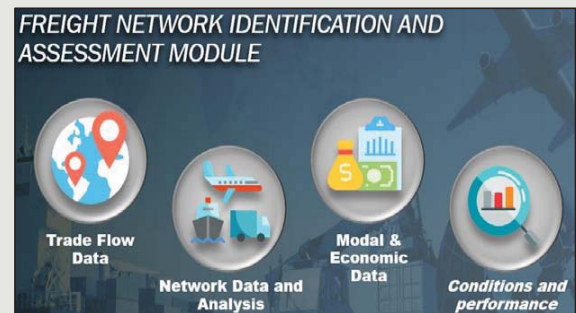 FREIGHT NETWORK IDENTIFICATION AND
ASSESSMENT MODULE
Trade Flow
Data
Network Data and
Analysis
Modal &
Economic
Data
Conditions and
performance